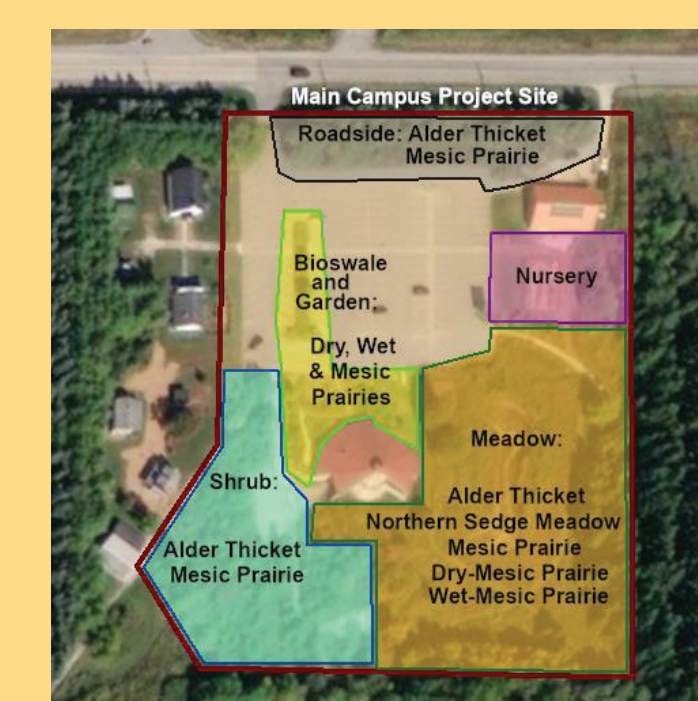 Main Campus Project Site
Roadside: Alder Thicket
Mesic Prairie
Bioswale
and
Garden:
Dry, Wet
& Mesic
Prairies
Nursery
Meadow:
Alder Thicket
Northern Sedge Meadow
Mesic Prairie
Dry-Mesic Prairie
Wet-Mesic Prairie
Shrub:
Alder Thicket
Mesic Prairie